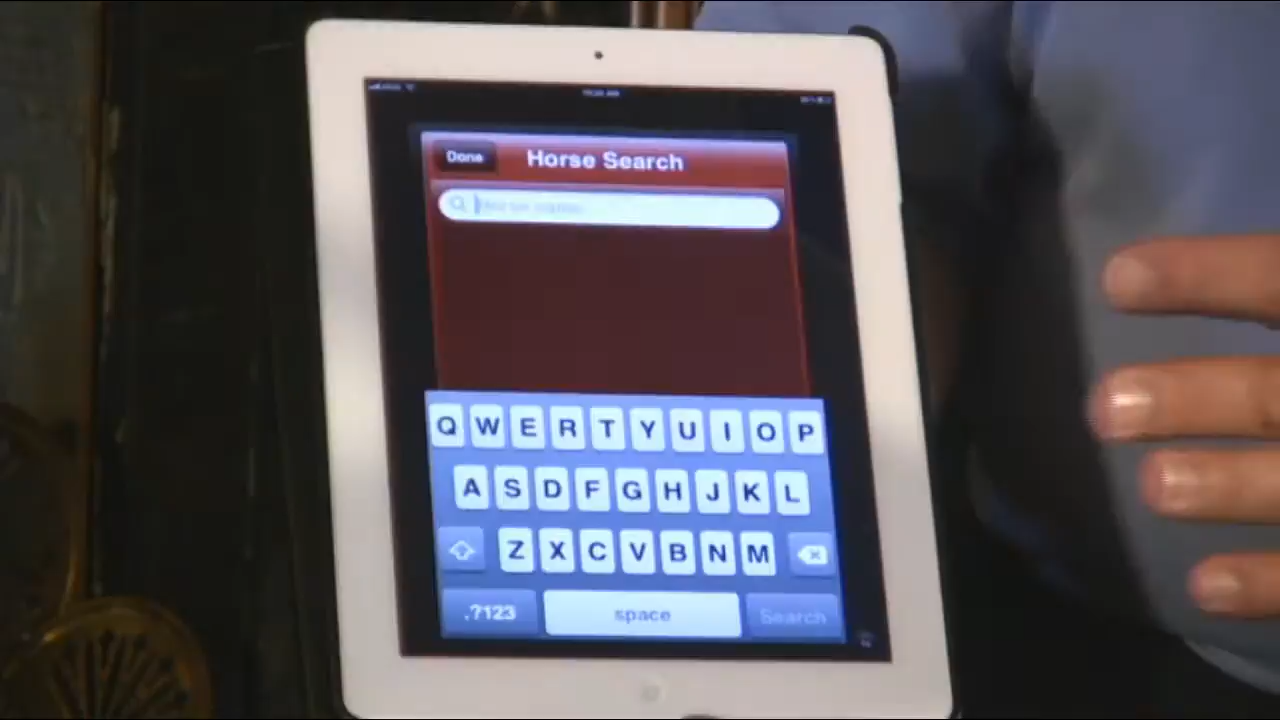 Done Horse Search
Q W E R T Y U I O P
A S D F G H J K L
Z X C V B N M
.?123 space Search